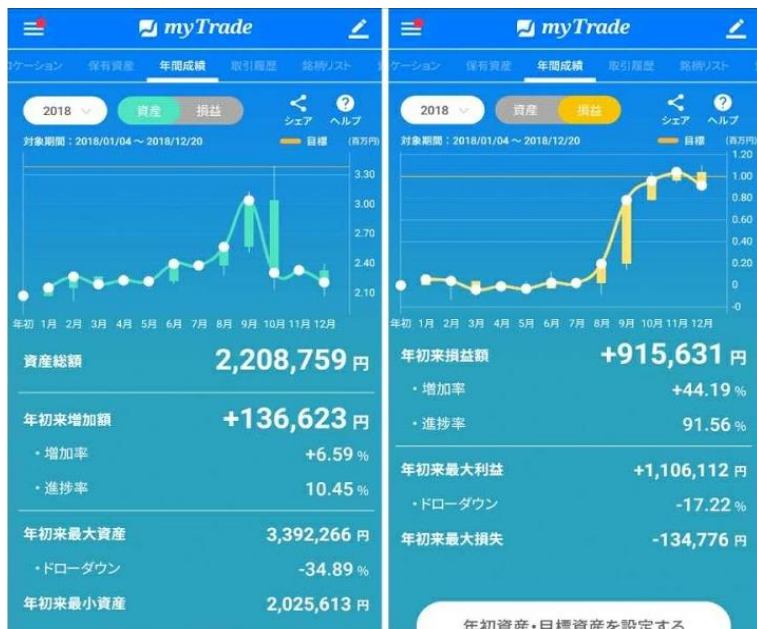 myTrade
ケーション 保有資産 年間成績 取引履歴 銘柄リスト
2018 資産 損益 シェア ヘルプ
対象期間：2018/01/04 ～ 2018/12/20 目標 (百万円)
3.30
3.00
2.70
2.40
2.10
年初 1月 2月 3月 4月 5月 6月 7月 8月 9月 10月 11月 12月
資産総額 2,208,759 円
年初来増加額 +136,623 円
・増加率 +6.59 %
・進捗率 10.45 %
年初来最大資産 3,392,266 円
・ドローダウン -34.89 %
年初来最小資産 2,025,613 円
myTrade
ケーション 保有資産 年間成績 取引履歴 銘柄リスト
2018 資産 損益 シェア ヘルプ
対象期間：2018/01/04 ～ 2018/12/20 目標 (百万円)
1.20
1.00
0.80
0.60
0.40
0.20
0
-0
年初 1月 2月 3月 4月 5月 6月 7月 8月 9月 10月 11月 12月
年初来損益額 +915,631 円
・増加率 +44.19 %
・進捗率 91.56 %
年初来最大利益 +1,106,112 円
・ドローダウン -17.22 %
年初来最大損失 -134,776 円
年初資産・目標資産を設定する